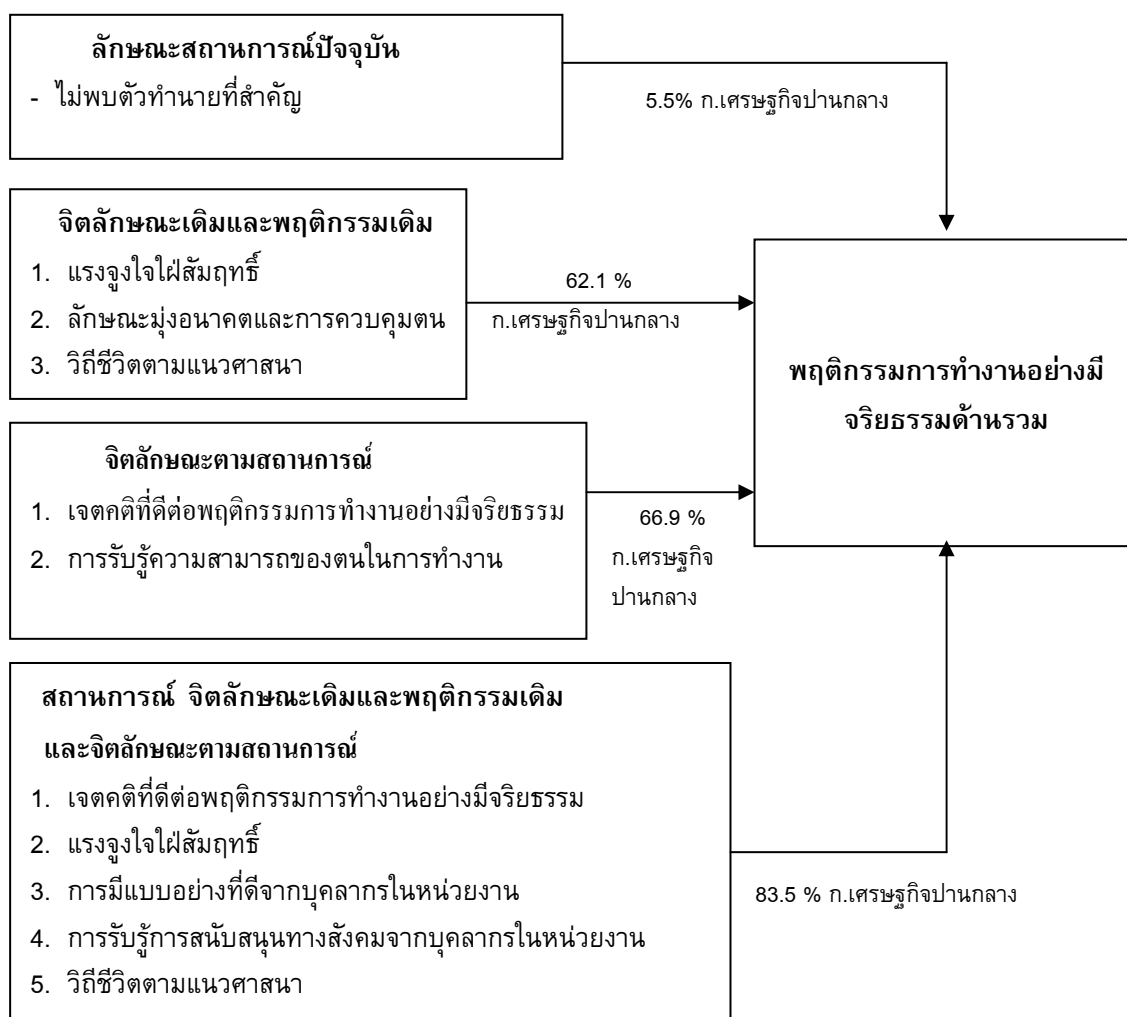 ลักษณะสถานการณ์ปัจจุบัน
- ไม่พบตัวทำนายที่สำคัญ
5.5% ก.เศรษฐกิจปานกลาง
จิตลักษณะเดิมและพฤติกรรมเดิม
1. แรงจูงใจใฝ่สัมฤทธิ์
2. ลักษณะมุ่งอนาคตและการควบคุมตน
3. วิถีชีวิตตามแนวศาสนา
62.1 %
ก.เศรษฐกิจปานกลาง
พฤติกรรมการทำงานอย่างมี
จริยธรรมด้านรวม
จิตลักษณะตามสถานการณ์
1. เจตคติที่ดีต่อพฤติกรรมการทำงานอย่างมีจริยธรรม
2. การรับรู้ความสามารถของตนในการทำงาน
66.9 %
ก.เศรษฐกิจ
ปานกลาง
สถานการณ์ จิตลักษณะเดิมและพฤติกรรมเดิม
และจิตลักษณะตามสถานการณ์
1. เจตคติที่ดีต่อพฤติกรรมการทำงานอย่างมีจริยธรรม
2. แรงจูงใจใฝ่สัมฤทธิ์
3. การมีแบบอย่างที่ดีจากบุคลากรในหน่วยงาน
4. การรับรู้การสนับสนุนทางสังคมจากบุคลากรในหน่วยงาน
5. วิถีชีวิตตามแนวศาสนา
83.5 % ก.เศรษฐกิจปานกลาง